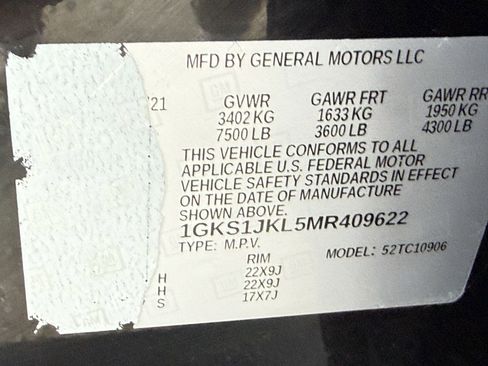 MFD BY GENERAL MOTORS LLC
/21 GVWR GAWR FRT GAWR RR
3402 KG 1633 KG 1950 KG
7500 LB 3600 LB 4300 LB
THIS VEHICLE CONFORMS TO ALL
APPLICABLE U.S. FEDERAL MOTOR
VEHICLE SAFETY STANDARDS IN EFFECT
ON THE DATE OF MANUFACTURE
SHOWN ABOVE.
1GKS1JKL5MR409622
TYPE: M.P.V. MODEL: 52TC10906
RIM
H 22X9J
H 22X9J
S 17X7J